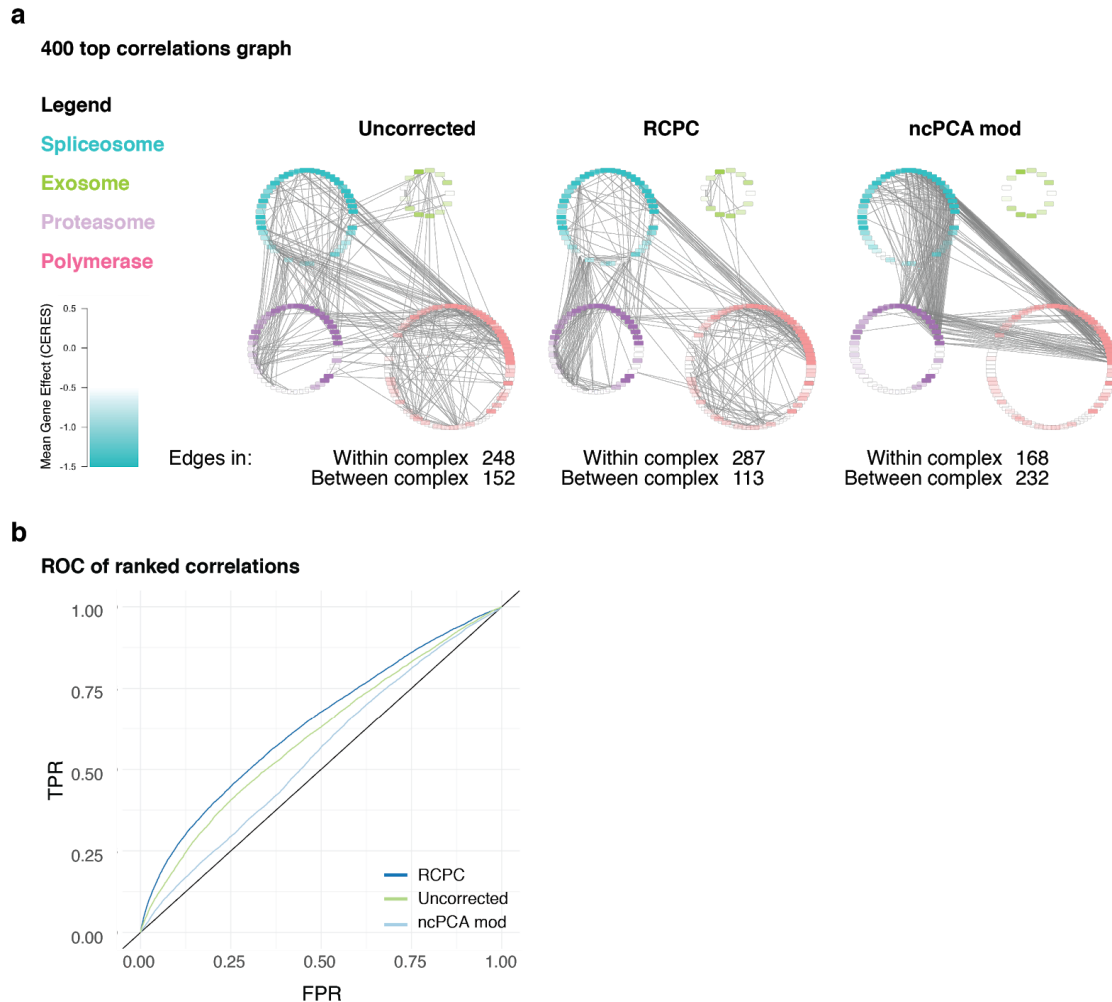 a
400 top correlations graph
Legend
Spliceosome
Exosome
Proteasome
Polymerase
Uncorrected
RCPC
ncPCA mod
Mean Gene Effect (CERES)
0.5
0.0
-0.5
-1.0
-1.5
Edges in:
Within complex 248
Between complex 152
Within complex 287
Between complex 113
Within complex 168
Between complex 232
b
ROC of ranked correlations
TPR
1.00
0.75
0.50
0.25
0.00
RCPC
Uncorrected
ncPCA mod
0.00 0.25 0.50 0.75 1.00
FPR